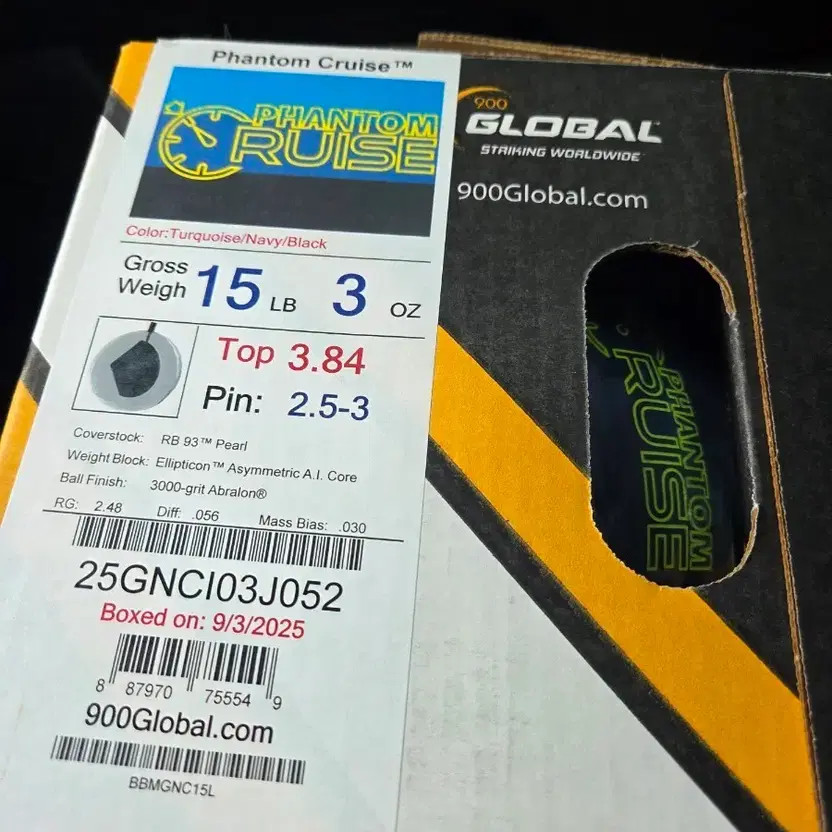 Phantom Cruise™
PHANTOM
CRUISE
Color:Turquoise/Navy/Black
Gross
Weigh 15 LB 3 OZ
Top 3.84
Pin: 2.5-3
Coverstock: RB 93™ Pearl
Weight Block: Ellipticon™ Asymmetric A.I. Core
Ball Finish: 3000-grit Abralon®
RG: 2.48 Diff: .056 Mass Bias: .030
25GNCI03J052
Boxed on: 9/3/2025
8 87970 75554 9
900Global.com
BBMGNC15L
900
GLOBAL
STRIKING WORLDWIDE
900Global.com
PHANTOM
RUISE